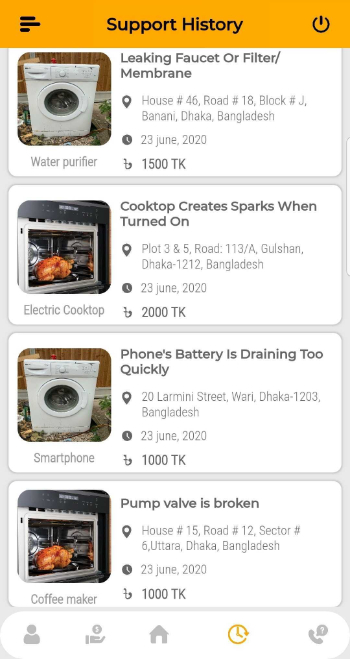 Support History
Leaking Faucet Or Filter/
Membrane
House # 46, Road # 18, Block # J,
Banani, Dhaka, Bangladesh
23 june, 2020
Water purifier
৳ 1500 TK
Cooktop Creates Sparks When
Turned On
Plot 3 & 5, Road: 113/A, Gulshan,
Dhaka-1212, Bangladesh
23 june, 2020
Electric Cooktop
৳ 2000 TK
Phone's Battery Is Draining Too
Quickly
20 Larmini Street, Wari, Dhaka-1203,
Bangladesh
23 june, 2020
Smartphone
৳ 1000 TK
Pump valve is broken
House # 15, Road # 12, Sector #
6,Uttara, Dhaka, Bangladesh
23 june, 2020
Coffee maker
৳ 1000 TK